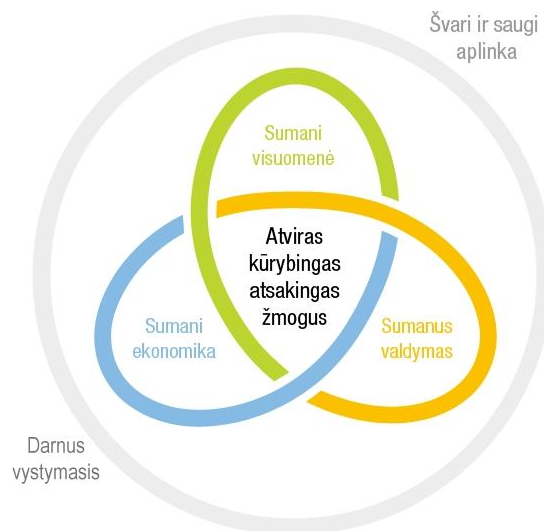 Švari ir saugi
aplinka
Sumani
visuomenė
Atviras
kūrybingas
atsakingas
žmogus
Sumani
ekonomika
Sumanus
valdymas
Darnus
vystymasis